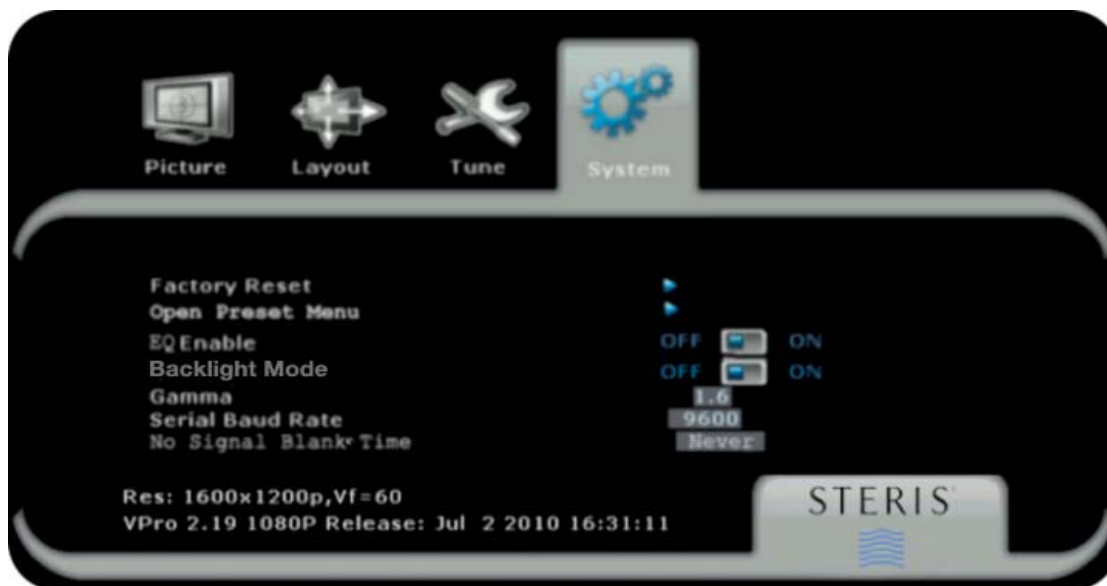 Picture Layout Tune System
Factory Reset
Open Preset Menu
EQ Enable OFF ON
Backlight Mode OFF ON
Gamma 1.6
Serial Baud Rate 9600
No Signal Blank Time Never
Res: 1600x1200p,Vf=60
VPro 2.19 1080P Release: Jul 2 2010 16:31:11
STERIS